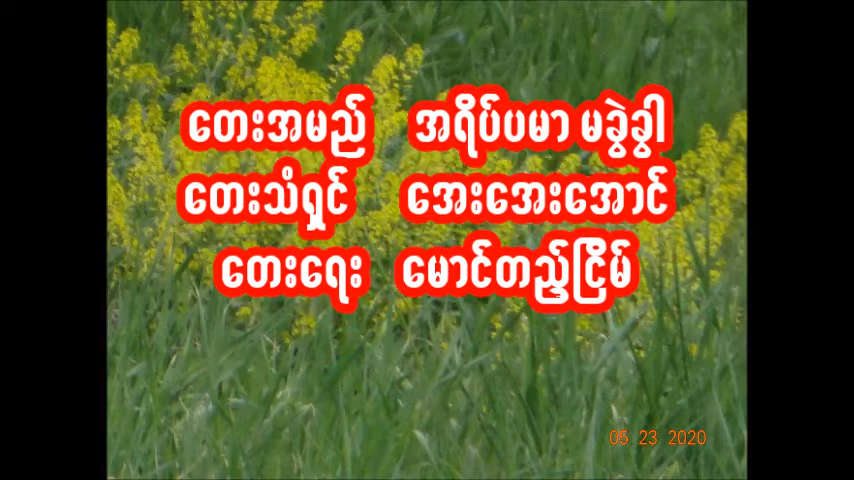 တေးအမည် အရိပ်ပမာ မခွဲခွါ
တေးသံရှင် အေးအေးအောင်
တေးရေး မောင်တည်ငြိမ်
05 23 2020